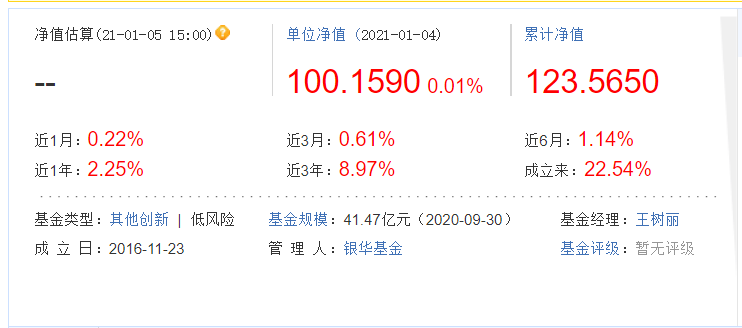 净值估算(21-01-05 15:00) 单位净值（2021-01-04） 累计净值
-- 100.1590 0.01% 123.5650
近1月：0.22% 近3月：0.61% 近6月：1.14%
近1年：2.25% 近3年：8.97% 成立来：22.54%
基金类型：其他创新 | 低风险 基金规模：41.47亿元（2020-09-30） 基金经理：王树丽
成 立 日：2016-11-23 管 理 人：银华基金 基金评级：暂无评级